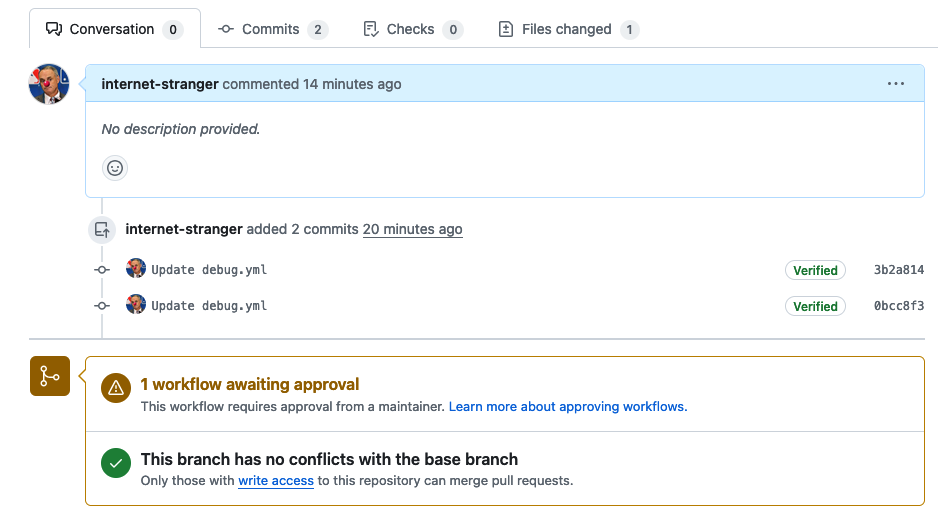 Conversation 0 Commits 2 Checks 0 Files changed 1
internet-stranger commented 14 minutes ago
No description provided.
internet-stranger added 2 commits 20 minutes ago
Update debug.yml Verified 3b2a814
Update debug.yml Verified 0bcc8f3
1 workflow awaiting approval
This workflow requires approval from a maintainer. Learn more about approving workflows.
This branch has no conflicts with the base branch
Only those with write access to this repository can merge pull requests.